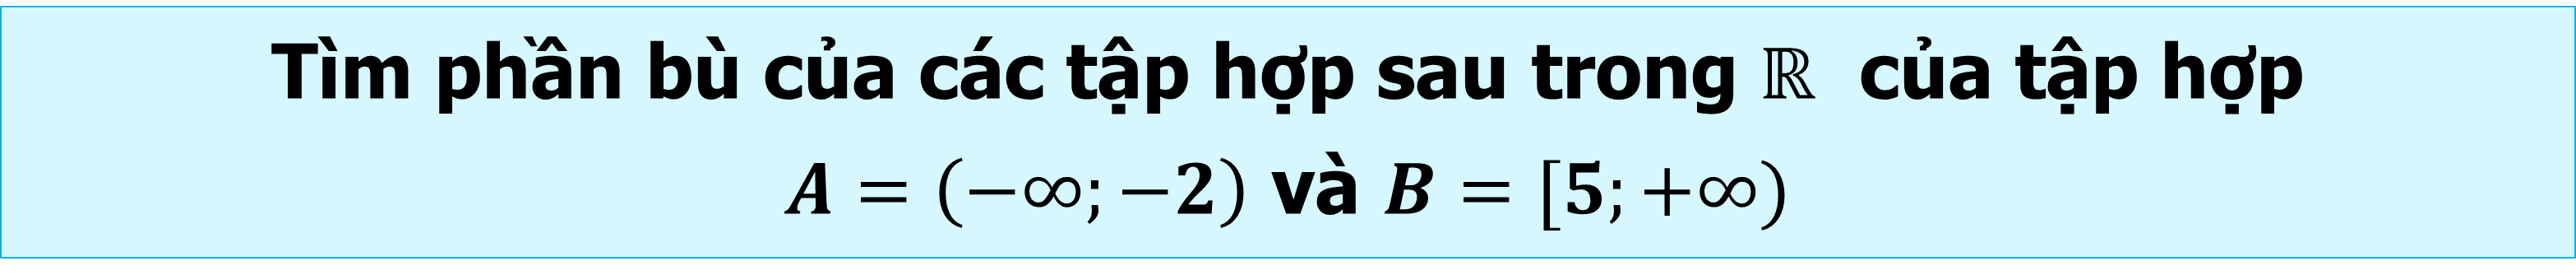 Tìm phần bù của các tập hợp sau trong ℝ của tập hợp
A = (−∞; −2) và B = [5; +∞)